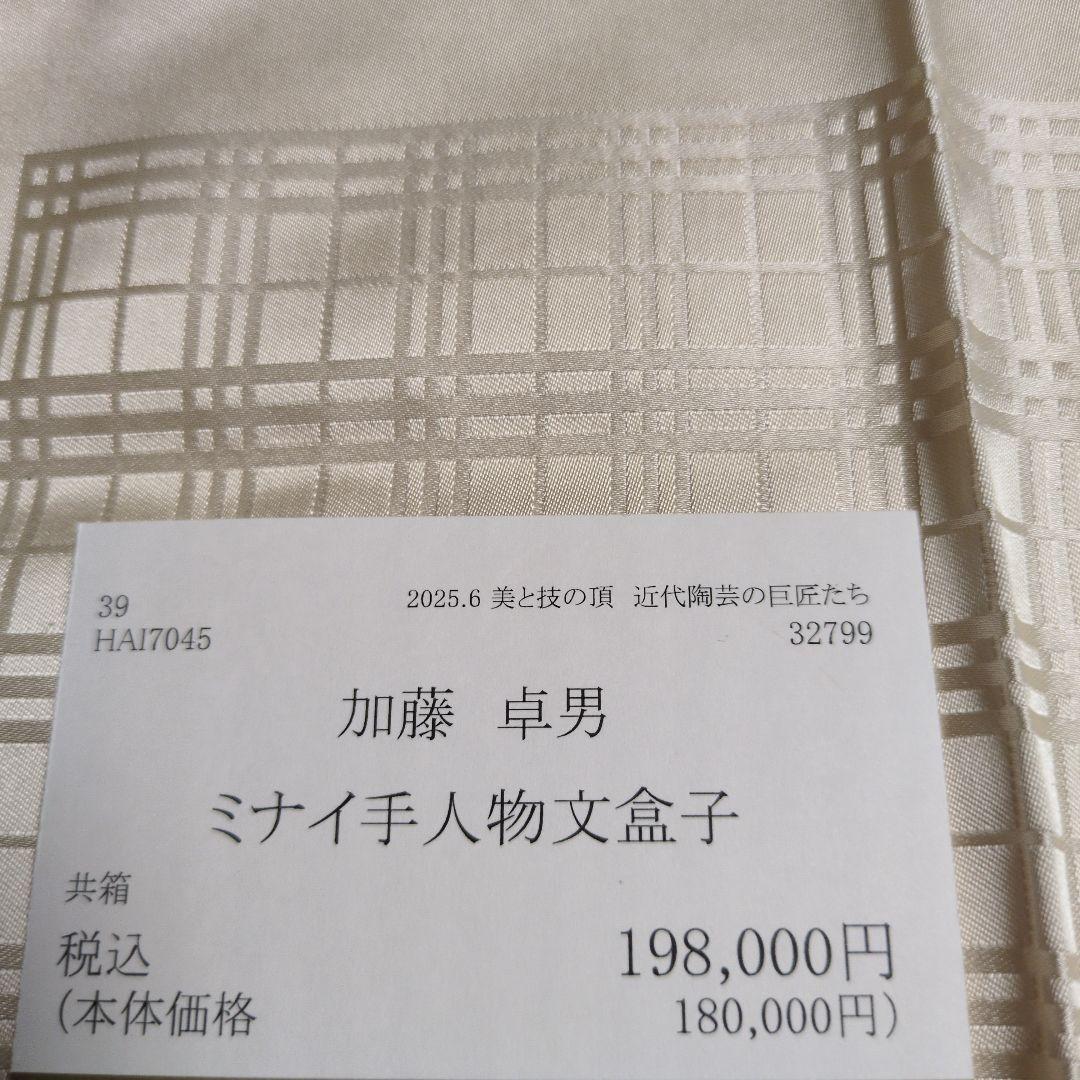 39
2025.6 美と技の頂　近代陶芸の巨匠たち
HAI7045
32799
加藤　卓男
ミナイ手人物文盒子
共箱
税込 198,000円
(本体価格 180,000円)